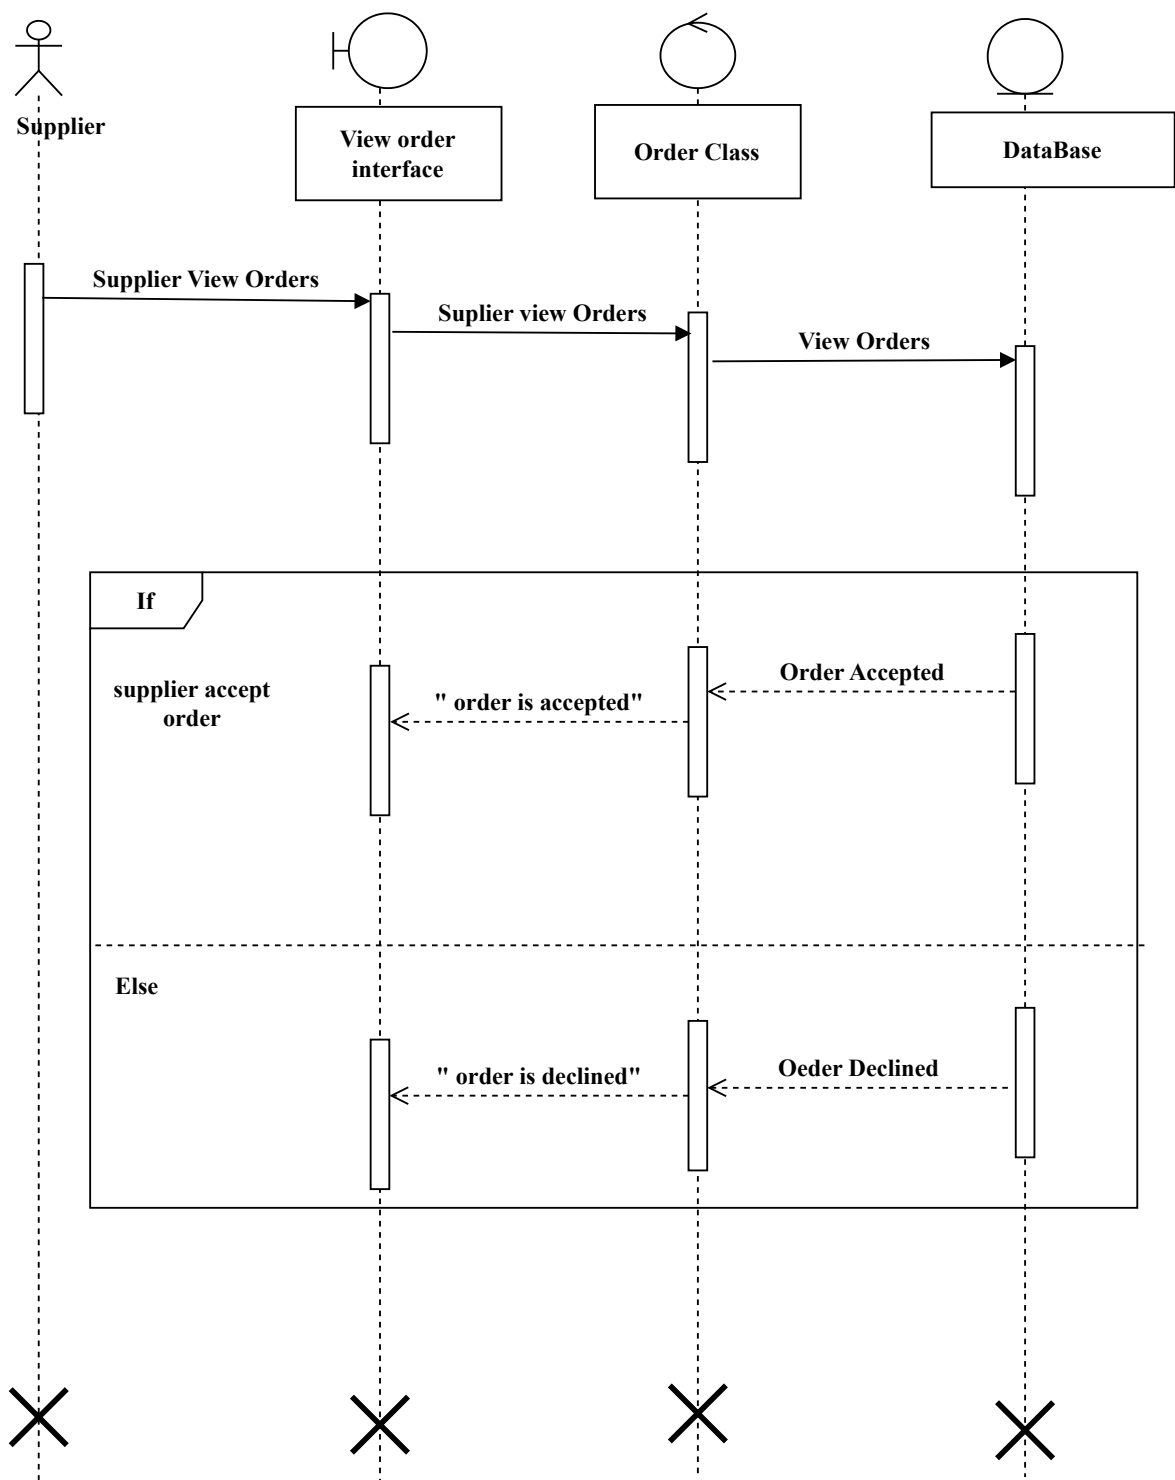 Supplier
View order
interface
Order Class
DataBase
Supplier View Orders
Suplier view Orders
View Orders
If
supplier accept
order
" order is accepted"
Order Accepted
Else
" order is declined"
Oeder Declined